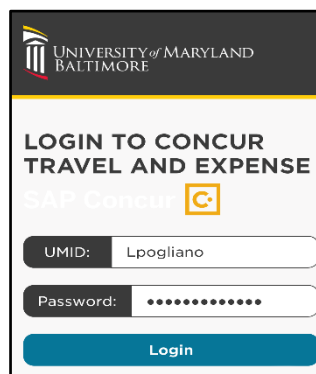 UNIVERSITY of MARYLAND
BALTIMORE
LOGIN TO CONCUR
TRAVEL AND EXPENSE
SAP Concur C.
UMID: Lpogliano
Password: •••••••••••••
Login